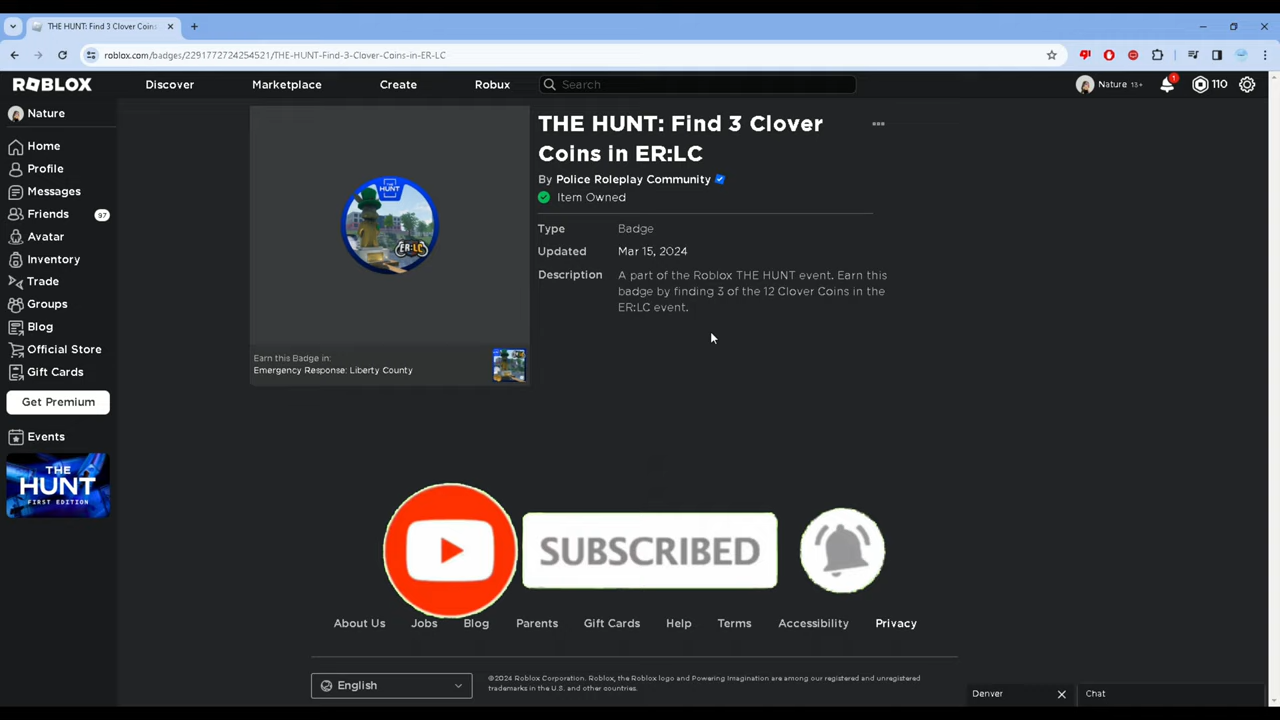 THE HUNT: Find 3 Clover Coins
roblox.com/badges/2291772724254521/THE-HUNT-Find-3-Clover-Coins-in-ER-LC
ROBLOX
Discover
Marketplace
Create
Robux
Search
Nature 13+
1
110
Nature
Home
Profile
Messages
Friends 97
Avatar
Inventory
Trade
Groups
Blog
Official Store
Gift Cards
Get Premium
Events
THE
HUNT
FIRST EDITION
THE
HUNT
ER:LC
Earn this Badge in:
Emergency Response: Liberty County
THE HUNT: Find 3 Clover
Coins in ER:LC
By Police Roleplay Community
Item Owned
Type Badge
Updated Mar 15, 2024
Description A part of the Roblox THE HUNT event. Earn this
badge by finding 3 of the 12 Clover Coins in the
ER:LC event.
SUBSCRIBED
About Us Jobs Blog Parents Gift Cards Help Terms Accessibility Privacy
English
©2024 Roblox Corporation. Roblox, the Roblox logo and Powering Imagination are among our registered and unregistered
trademarks in the U.S. and other countries.
Denver
Chat